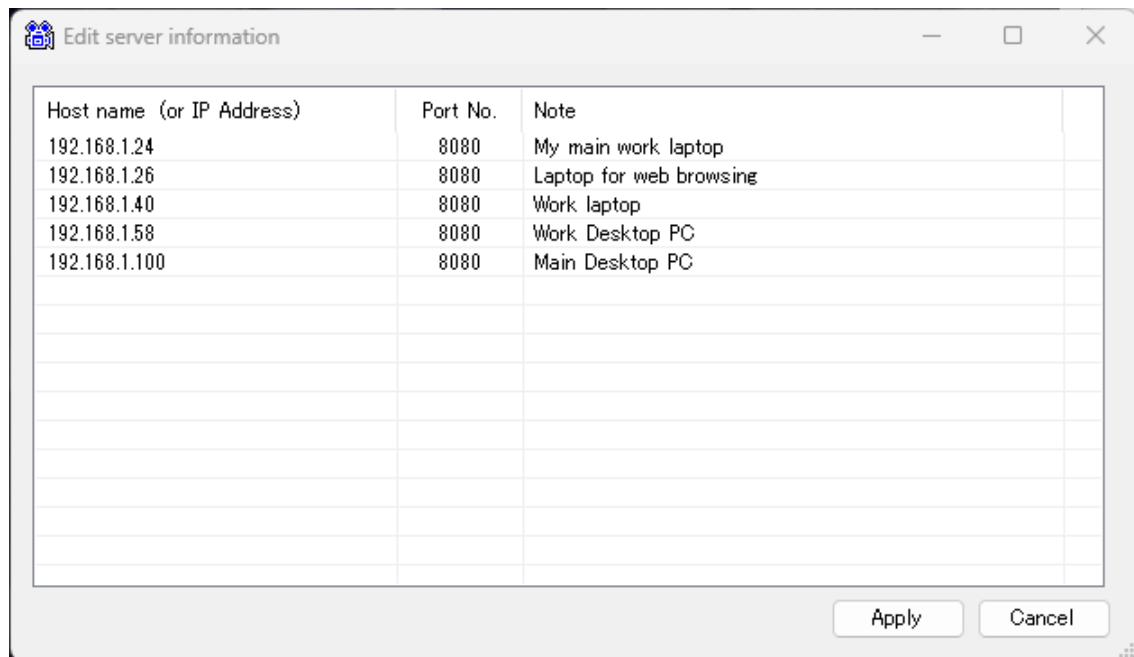 Edit server information
Host name (or IP Address) Port No. Note
192.168.1.24 8080 My main work laptop
192.168.1.26 8080 Laptop for web browsing
192.168.1.40 8080 Work laptop
192.168.1.58 8080 Work Desktop PC
192.168.1.100 8080 Main Desktop PC
Apply Cancel